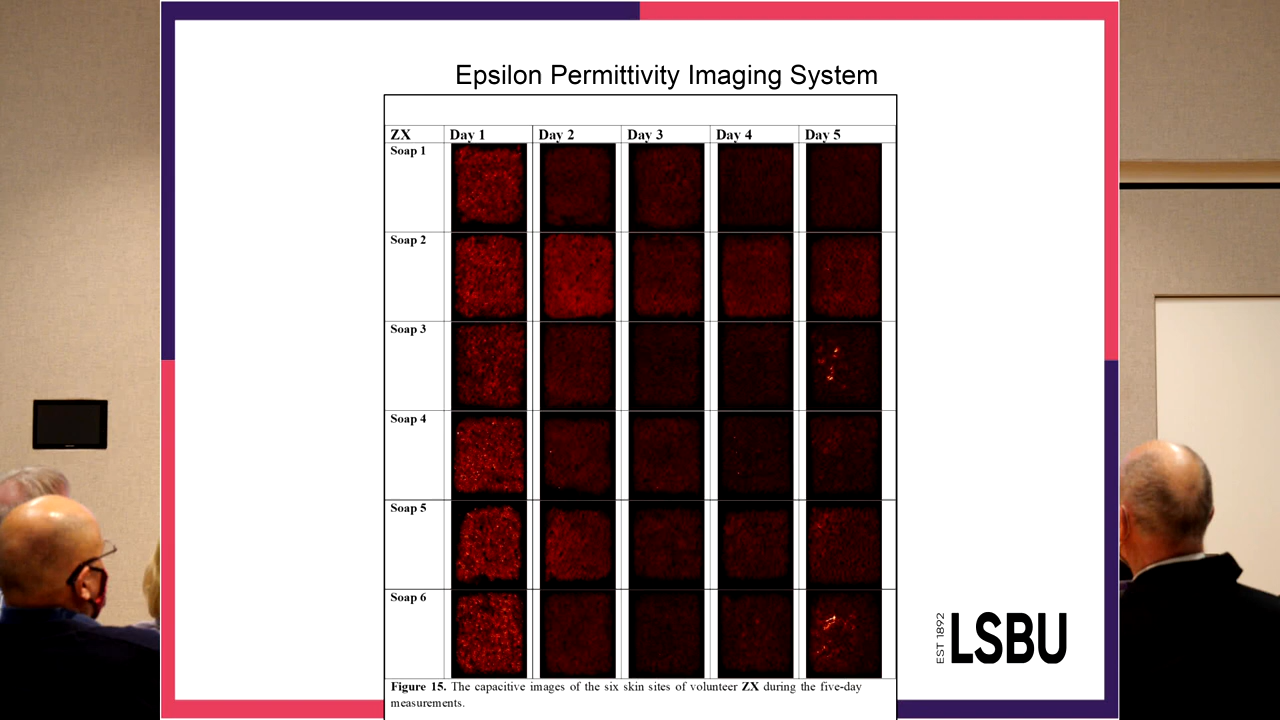 Epsilon Permittivity Imaging System
ZX Day 1 Day 2 Day 3 Day 4 Day 5
Soap 1
Soap 2
Soap 3
Soap 4
Soap 5
Soap 6
EST 1892 LSBU
Figure 15. The capacitive images of the six skin sites of volunteer ZX during the five-day
measurements.